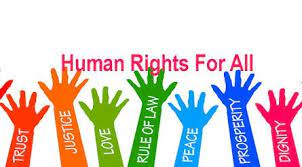 Human Rights For All
TRUST
JUSTICE
LOVE
RULE OF LAW
PEACE
PROSPERITY
DIGNITY